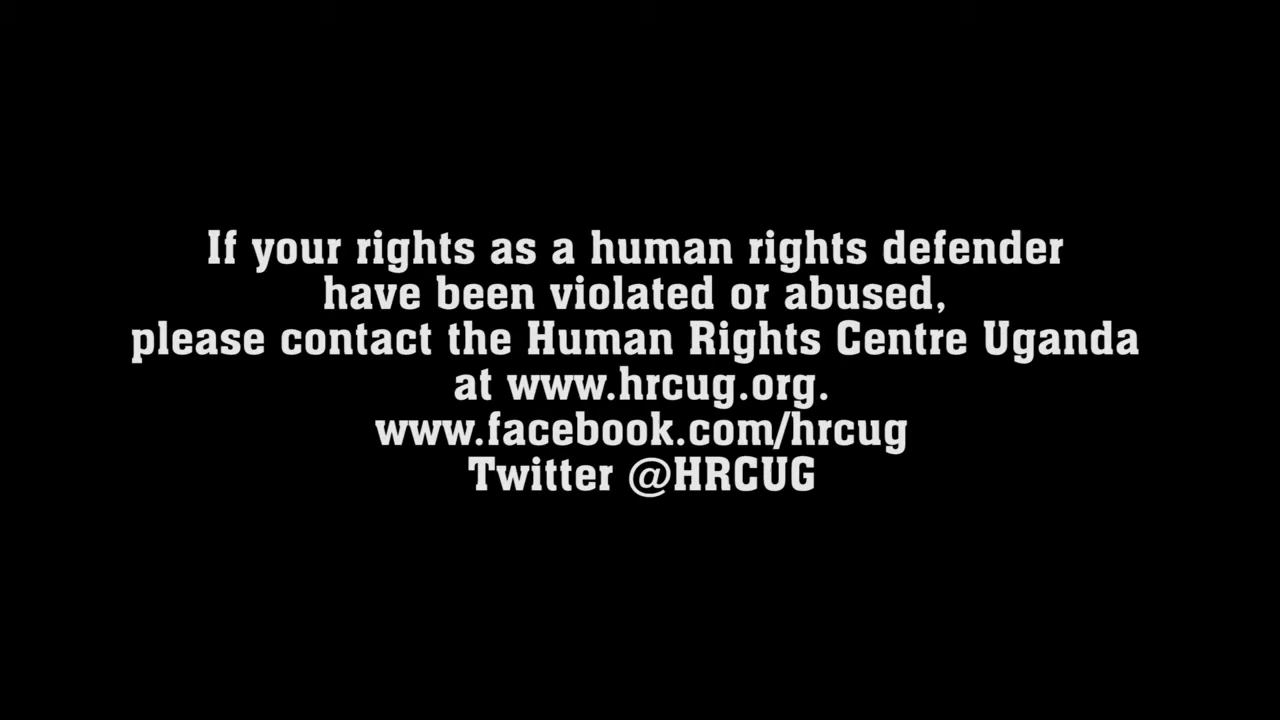 If your rights as a human rights defender
have been violated or abused,
please contact the Human Rights Centre Uganda
at www.hrcug.org.
www.facebook.com/hrcug
Twitter @HRCUG